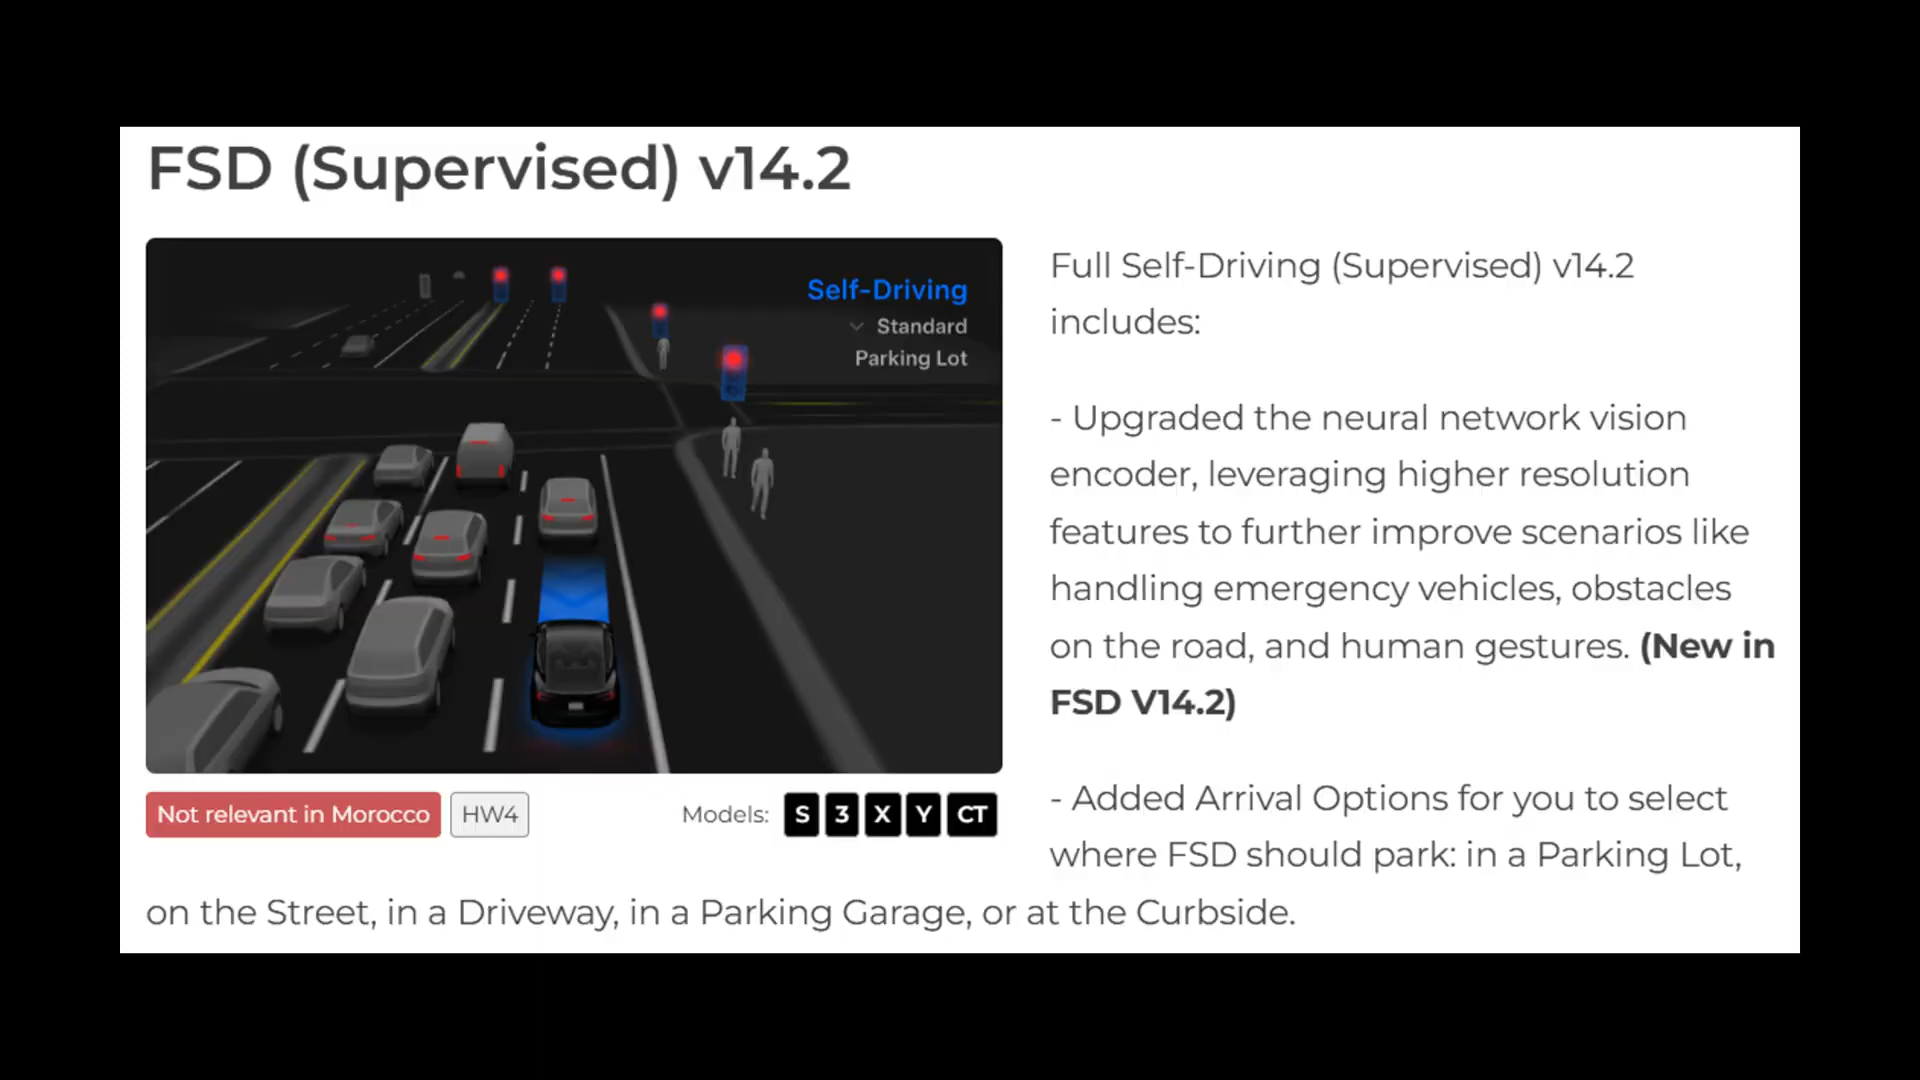 FSD (Supervised) v14.2
Self-Driving
Standard
Parking Lot
Not relevant in Morocco
HW4
Models: S 3 X Y CT
Full Self-Driving (Supervised) v14.2
includes:
- Upgraded the neural network vision
encoder, leveraging higher resolution
features to further improve scenarios like
handling emergency vehicles, obstacles
on the road, and human gestures. (New in
FSD V14.2)
- Added Arrival Options for you to select
where FSD should park: in a Parking Lot,
on the Street, in a Driveway, in a Parking Garage, or at the Curbside.